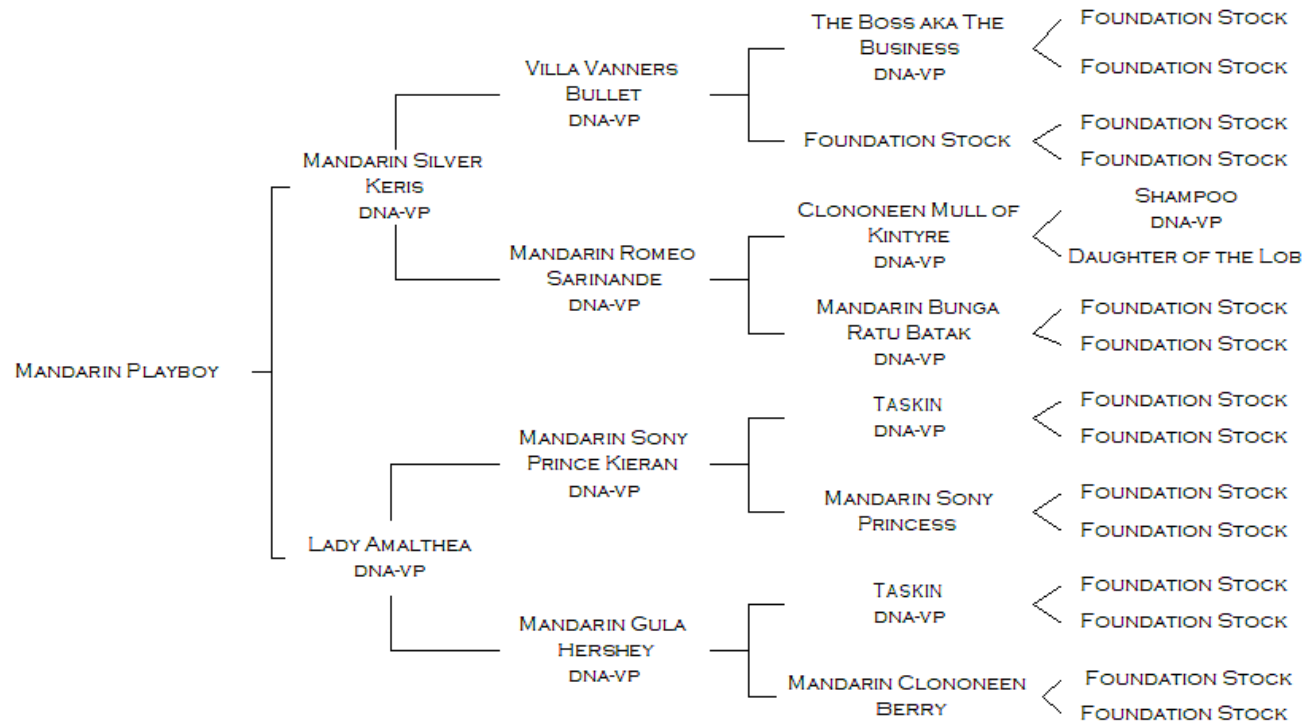 Mandarin Playboy
Mandarin Silver
Keris
DNA-VP
Lady Amalthea
DNA-VP
Villa Vanners
Bullet
DNA-VP
Mandarin Romeo
Sarinande
DNA-VP
Mandarin Sony
Prince Kieran
DNA-VP
Mandarin Gula
Hershey
DNA-VP
The Boss aka The
Business
DNA-VP
Foundation Stock
Clononeen Mull of
Kintyre
DNA-VP
Mandarin Bunga
Ratu Batak
DNA-VP
Taskin
DNA-VP
Mandarin Sony
Princess
Taskin
DNA-VP
Mandarin Clononeen
Berry
Foundation Stock
Foundation Stock
Foundation Stock
Foundation Stock
Shampoo
DNA-VP
Daughter of the Lob
Foundation Stock
Foundation Stock
Foundation Stock
Foundation Stock
Foundation Stock
Foundation Stock
Foundation Stock
Foundation Stock
Foundation Stock
Foundation Stock